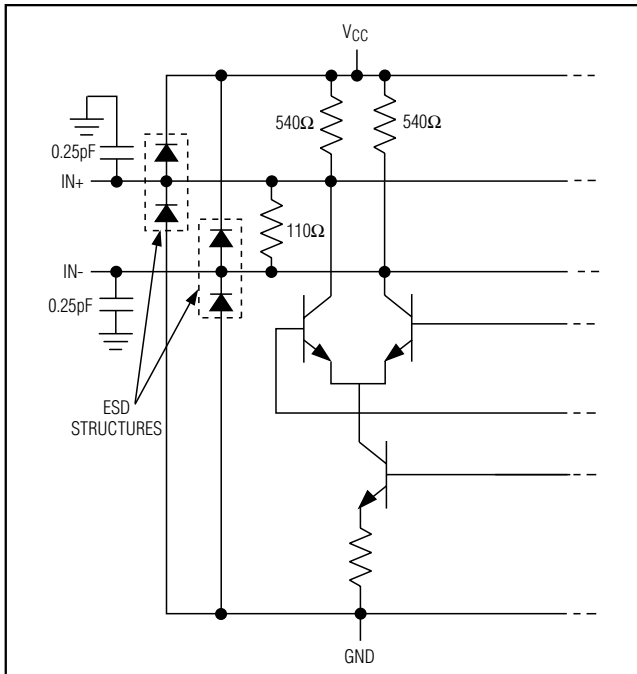 VCC
540Ω 540Ω
0.25pF
IN+
110Ω
IN-
0.25pF
ESD
STRUCTURES
GND